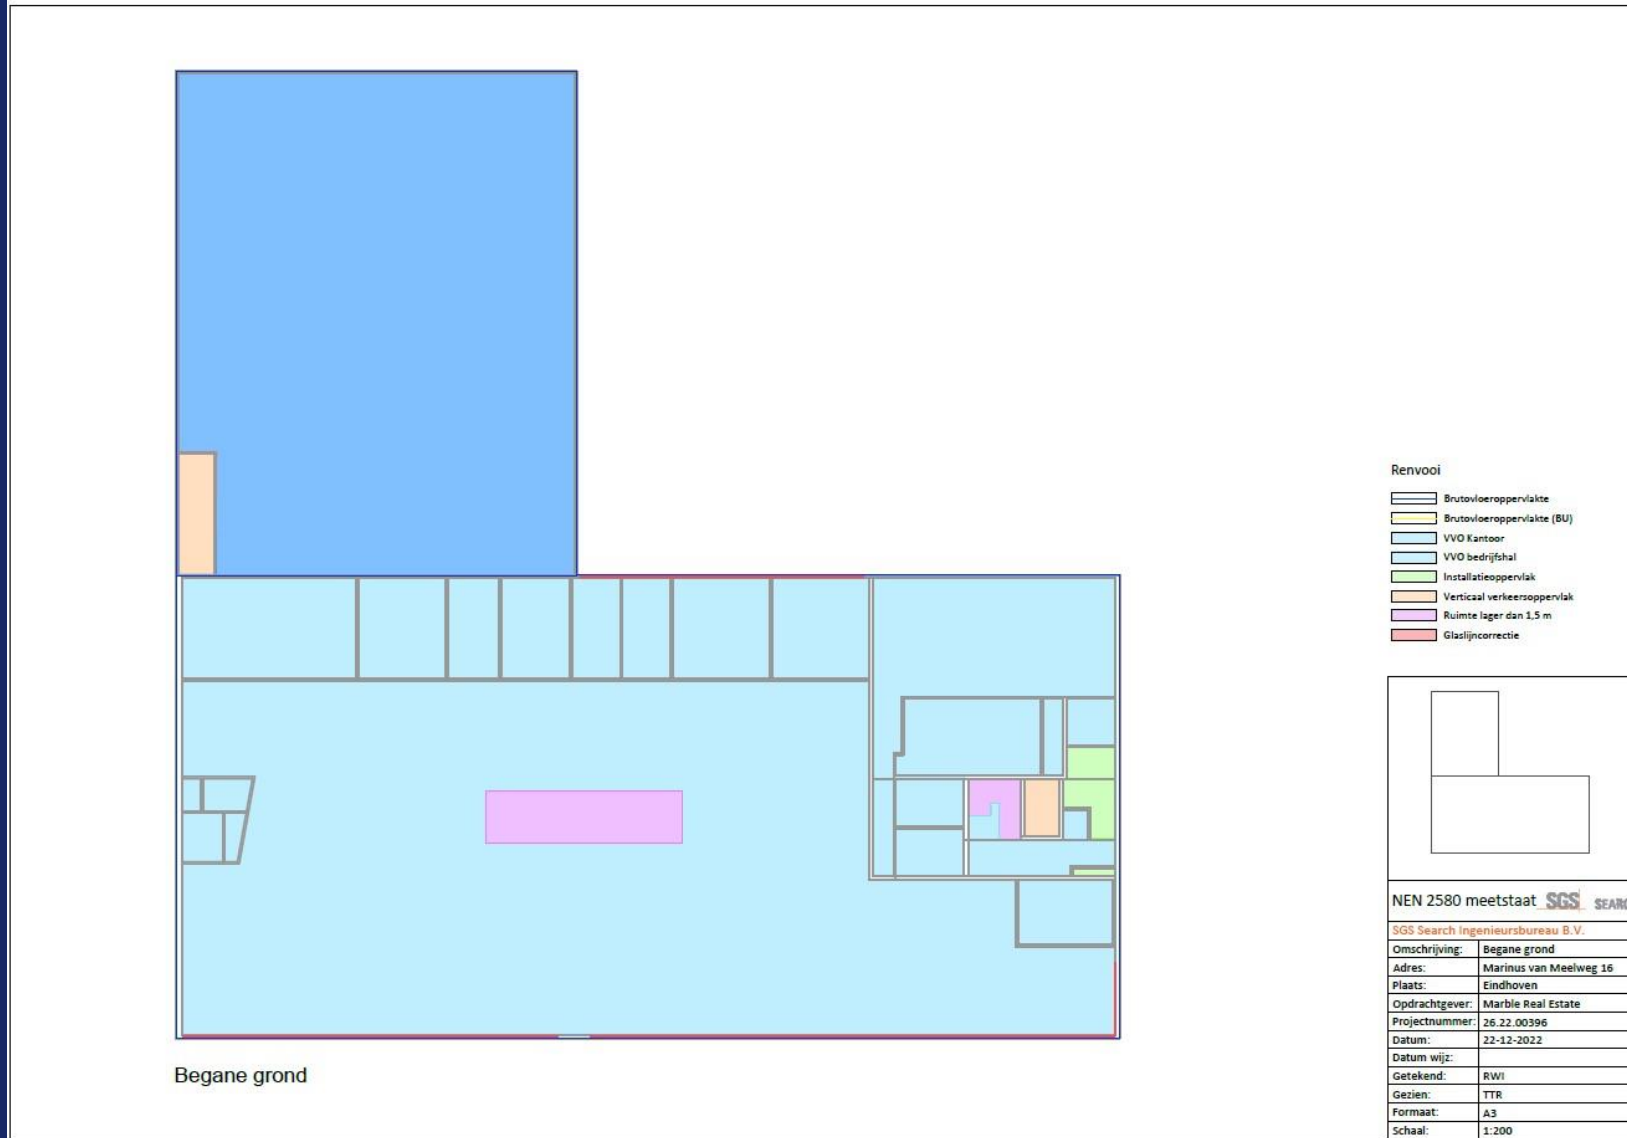 Renvooi
Brutovloeroppervlakte
Brutovloeroppervlakte (BU)
VVO Kantoor
VVO bedrijfshal
Installatieoppervlak
Verticaal verkeersoppervlak
Ruimte lager dan 1,5 m
Glaslijncorrectie
NEN 2580 meetstaat SGS SEARC
SGS Search Ingenieursbureau B.V.
Omschrijving: Begane grond
Adres: Marinus van Meelweg 16
Plaats: Eindhoven
Opdrachtgever: Marble Real Estate
Projectnummer: 26.22.00396
Datum: 22-12-2022
Datum wijz:
Getekend: RWI
Gezien: TTR
Formaat: A3
Schaal: 1:200
Begane grond